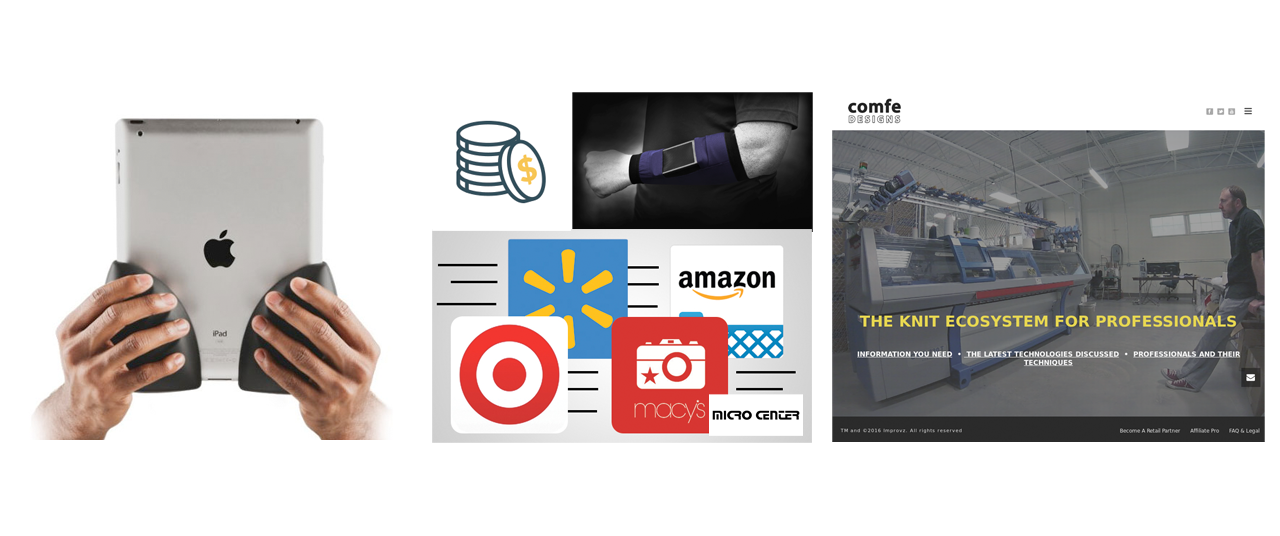 iPad
$
amazon
macy's
MICRO CENTER
comfe
DESIGNS
THE KNIT ECOSYSTEM FOR PROFESSIONALS
INFORMATION YOU NEED • THE LATEST TECHNOLOGIES DISCUSSED • PROFESSIONALS AND THEIR
TECHNIQUES
TM and ©2016 Improvz. All rights reserved
Become A Retail Partner Affiliate Pro FAQ & Legal